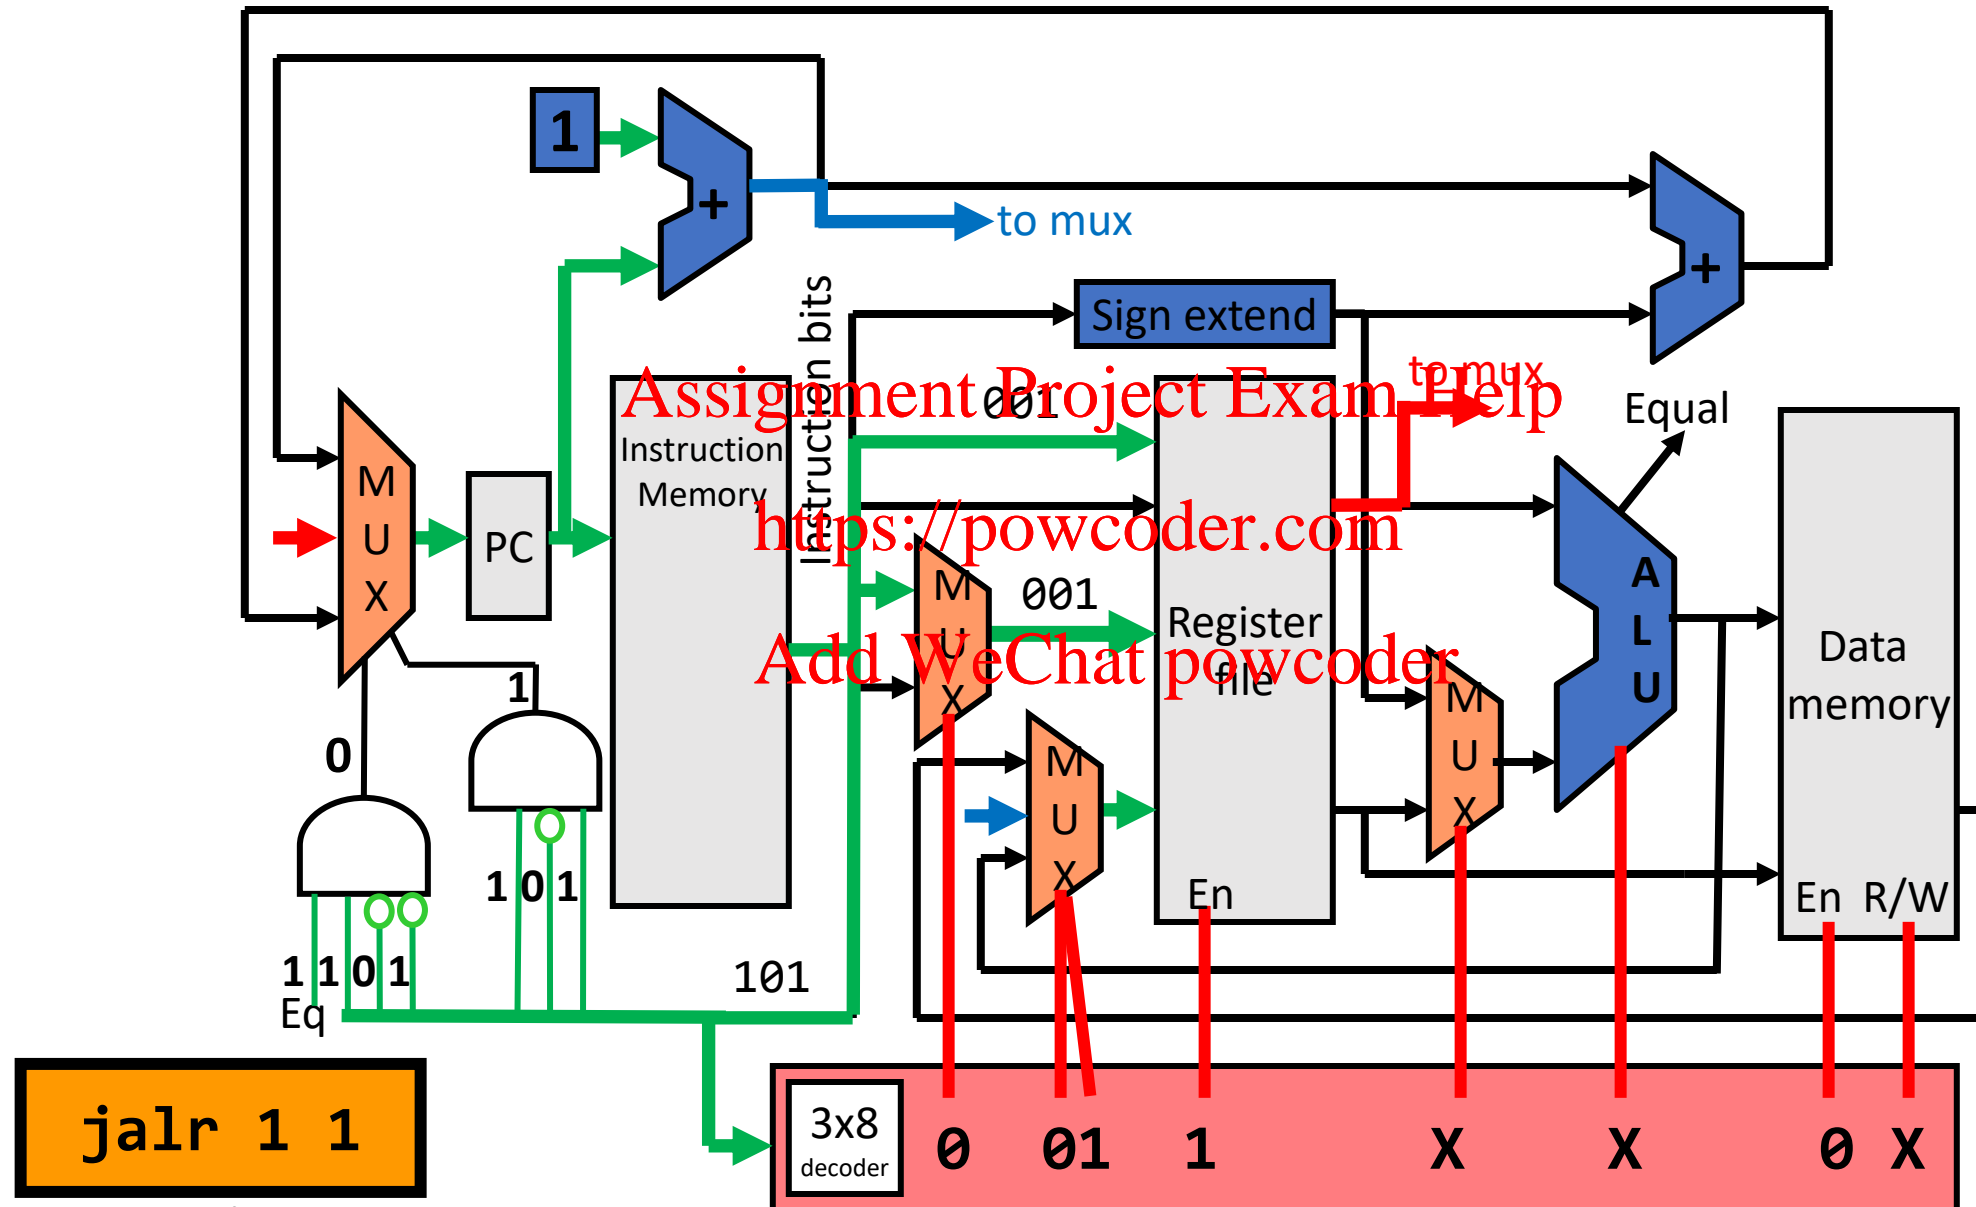 1
+
to mux
+
Instruction bits
Sign extend
to mux
Assignment Project Exam Help
001
Equal
Instruction
Memory
M
U
X
PC
https://powcoder.com
A
L
U
M
U
X
001
Register
file
Data
memory
Add WeChat powcoder
M
U
X
1
0
M
U
X
1 0 1
En
En R/W
1 1 0 1
Eq
101
jalr 1 1
3x8
decoder
0 01 1 X X 0 X